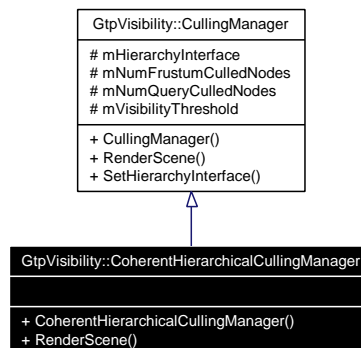 GtpVisibility::CullingManager
# mHierarchyInterface
# mNumFrustumCulledNodes
# mNumQueryCulledNodes
# mVisibilityThreshold
+ CullingManager()
+ RenderScene()
+ SetHierarchyInterface()
GtpVisibility::CoherentHierarchicalCullingManager
+ CoherentHierarchicalCullingManager()
+ RenderScene()